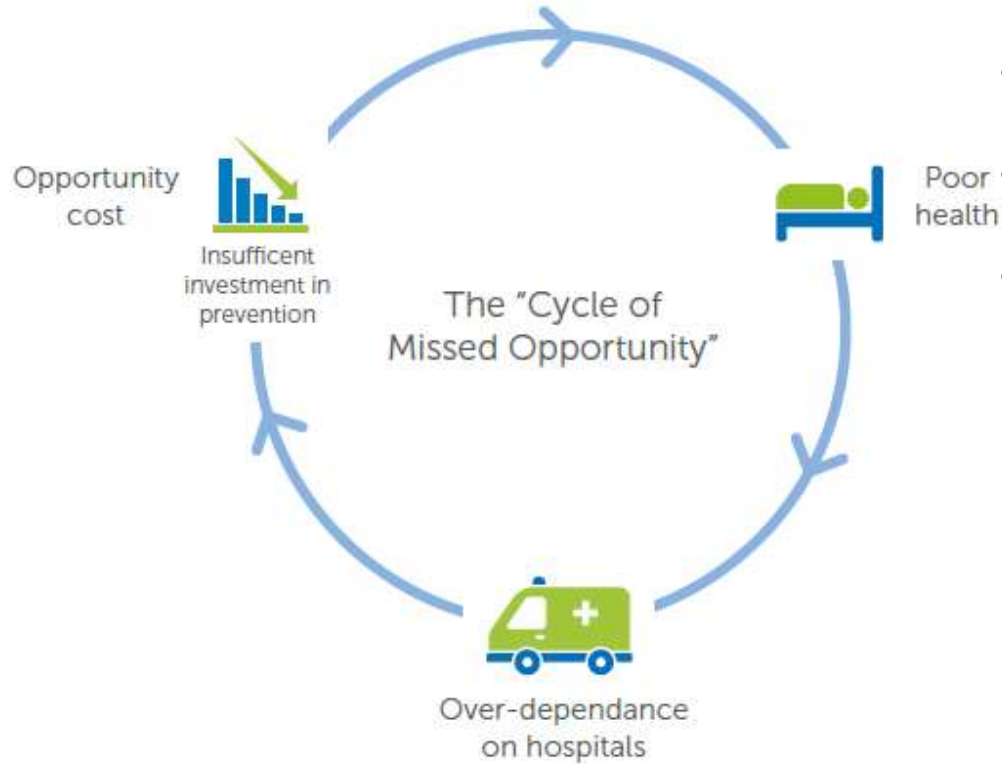 Opportunity
cost
Insufficent
investment in
prevention
Poor
health
The “Cycle of
Missed Opportunity”
Over-dependance
on hospitals